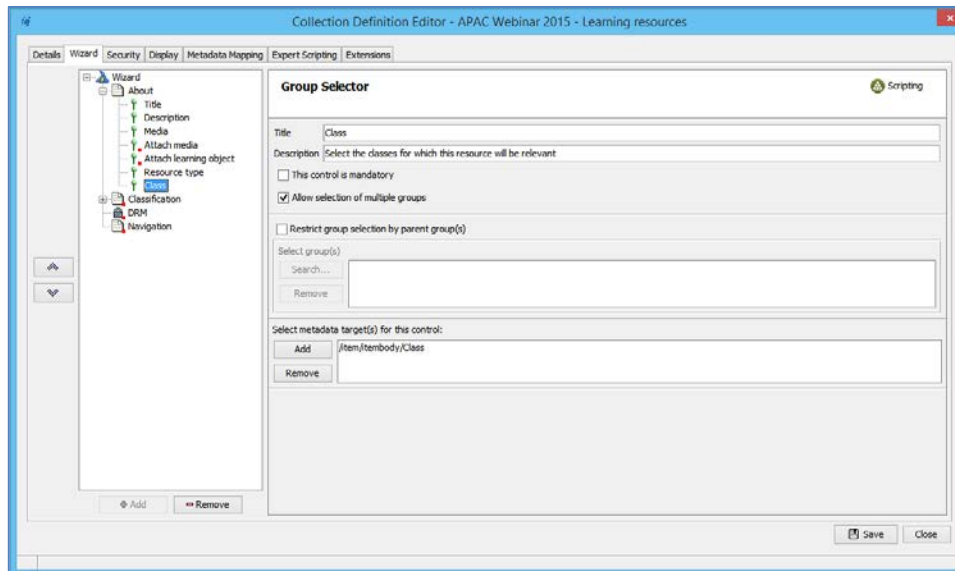 Collection Definition Editor - APAC Webinar 2015 - Learning resources
Details Wizard Security Display Metadata Mapping Expert Scripting Extensions
Wizard
About
Title
Description
Media
Attach media
Attach learning object
Resource type
Class
Classification
DRM
Navigation
Add Remove
Group Selector Scripting
Title Class
Description Select the classes for which this resource will be relevant
This control is mandatory
Allow selection of multiple groups
Restrict group selection by parent group(s)
Select group(s)
Search...
Remove
Select metadata target(s) for this control:
Add /item/itembody/Class
Remove
Save Close